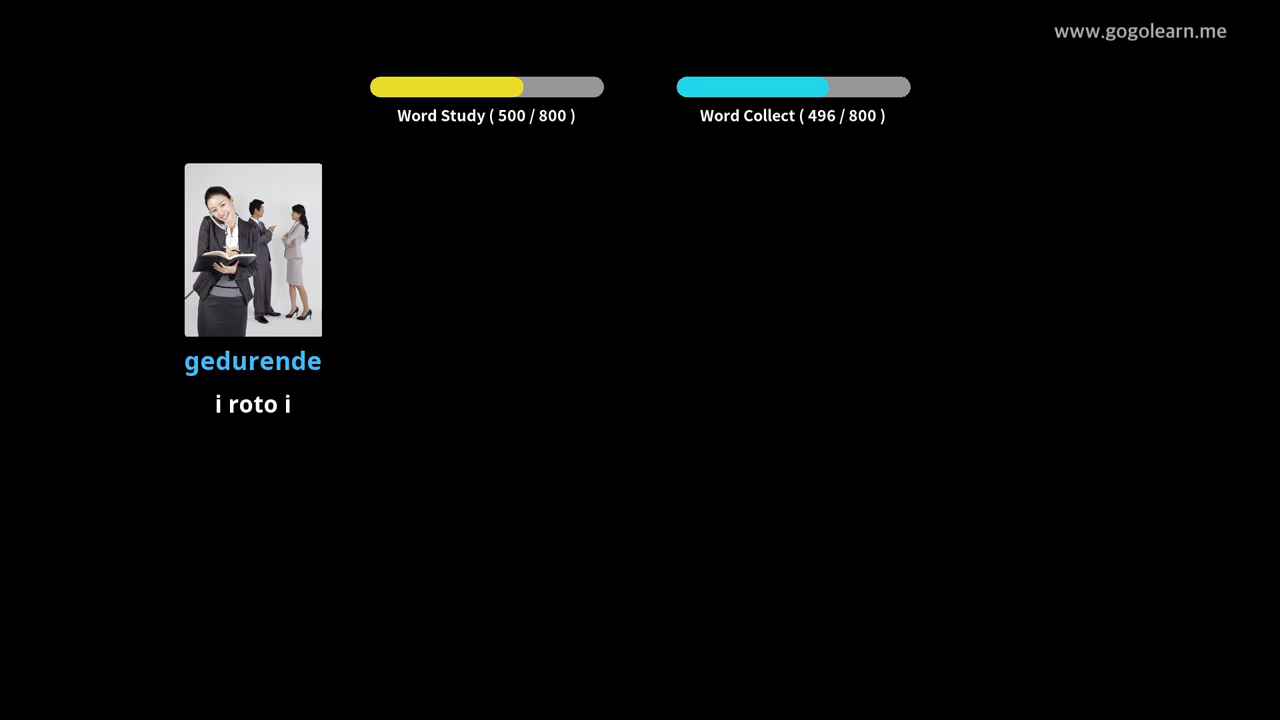 www.gogolearn.me
Word Study ( 500 / 800 )
Word Collect ( 496 / 800 )
gedurende
i roto i